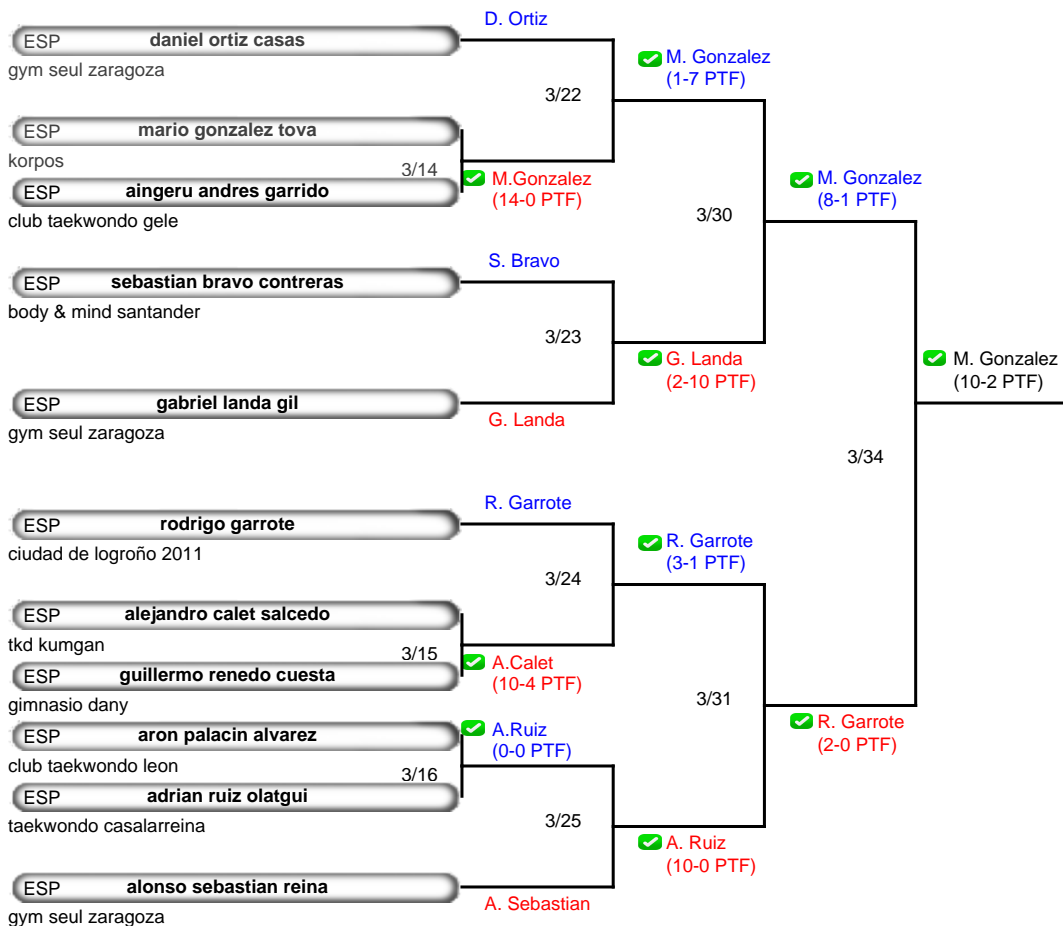 D. Ortiz
ESP daniel ortiz casas
gym seul zaragoza
M. Gonzalez
(1-7 PTF)
3/22
ESP mario gonzalez tova
korpos
3/14
M.Gonzalez
(14-0 PTF)
ESP aingeru andres garrido
club taekwondo gele
M. Gonzalez
(8-1 PTF)
3/30
S. Bravo
ESP sebastian bravo contreras
body & mind santander
3/23
G. Landa
(2-10 PTF)
M. Gonzalez
(10-2 PTF)
ESP gabriel landa gil
gym seul zaragoza
G. Landa
3/34
R. Garrote
ESP rodrigo garrote
ciudad de logroño 2011
R. Garrote
(3-1 PTF)
3/24
ESP alejandro calet salcedo
tkd kumgan
3/15
A.Calet
(10-4 PTF)
ESP guillermo renedo cuesta
gimnasio dany
3/31
R. Garrote
(2-0 PTF)
A.Ruiz
(0-0 PTF)
ESP aron palacin alvarez
club taekwondo leon
3/16
ESP adrian ruiz olatgui
taekwondo casalarreina
3/25
A. Ruiz
(10-0 PTF)
ESP alonso sebastian reina
gym seul zaragoza
A. Sebastian